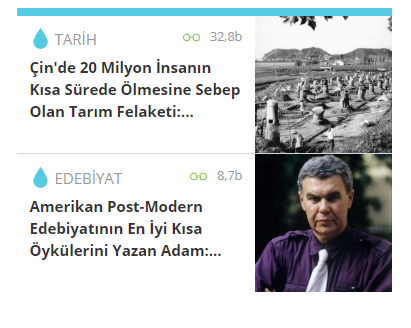 TARİH 32,8b
Çin'de 20 Milyon İnsanın
Kısa Sürede Ölmesine Sebep
Olan Tarım Felaketi:...
EDEBİYAT 8,7b
Amerikan Post-Modern
Edebiyatının En İyi Kısa
Öykülerini Yazan Adam:...